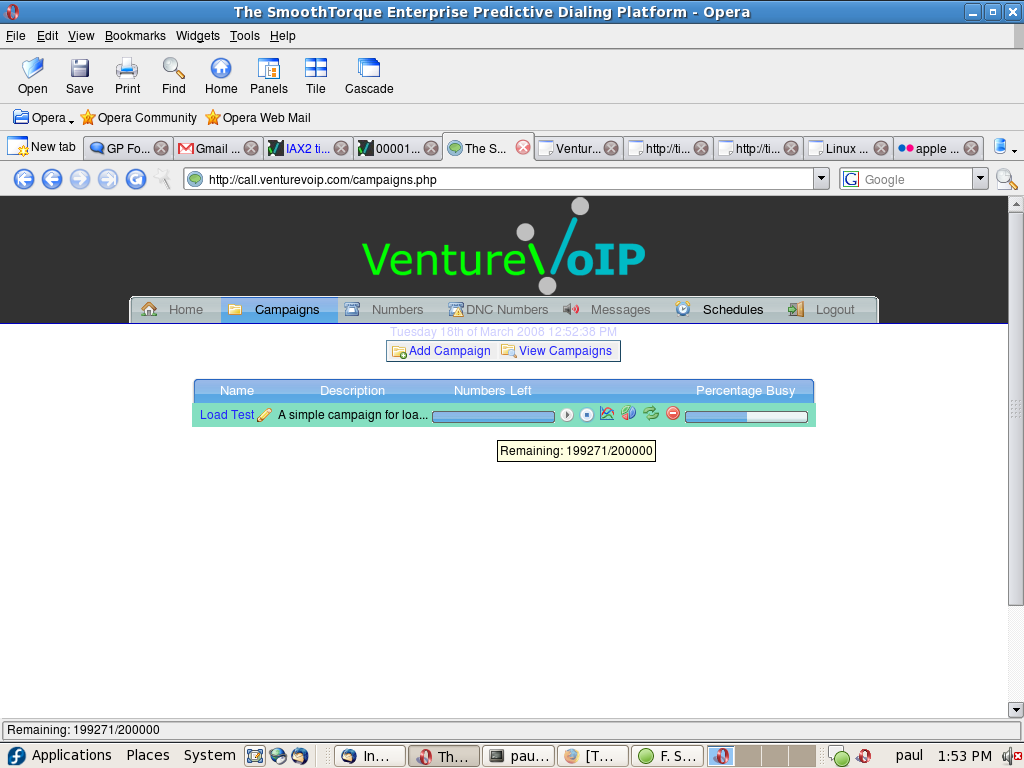 The SmoothTorque Enterprise Predictive Dialing Platform - Opera
File Edit View Bookmarks Widgets Tools Help
Open Save Print Find Home Panels Tile Cascade
Opera Opera Community Opera Web Mail
New tab GP Fo... Gmail ... IAX2 ti... 00001... The S... Ventur... http://ti... http://ti... Linux ... apple ...
http://call.venturevoip.com/campaigns.php Google
VentureVoIP
Home Campaigns Numbers DNC Numbers Messages Schedules Logout
Tuesday 18th of March 2008 12:52:38 PM
Add Campaign View Campaigns
Name Description Numbers Left Percentage Busy
Load Test A simple campaign for loa...
Remaining: 199271/200000
Remaining: 199271/200000
Applications Places System In... Th... pau... [T... F. S... paul 1:53 PM